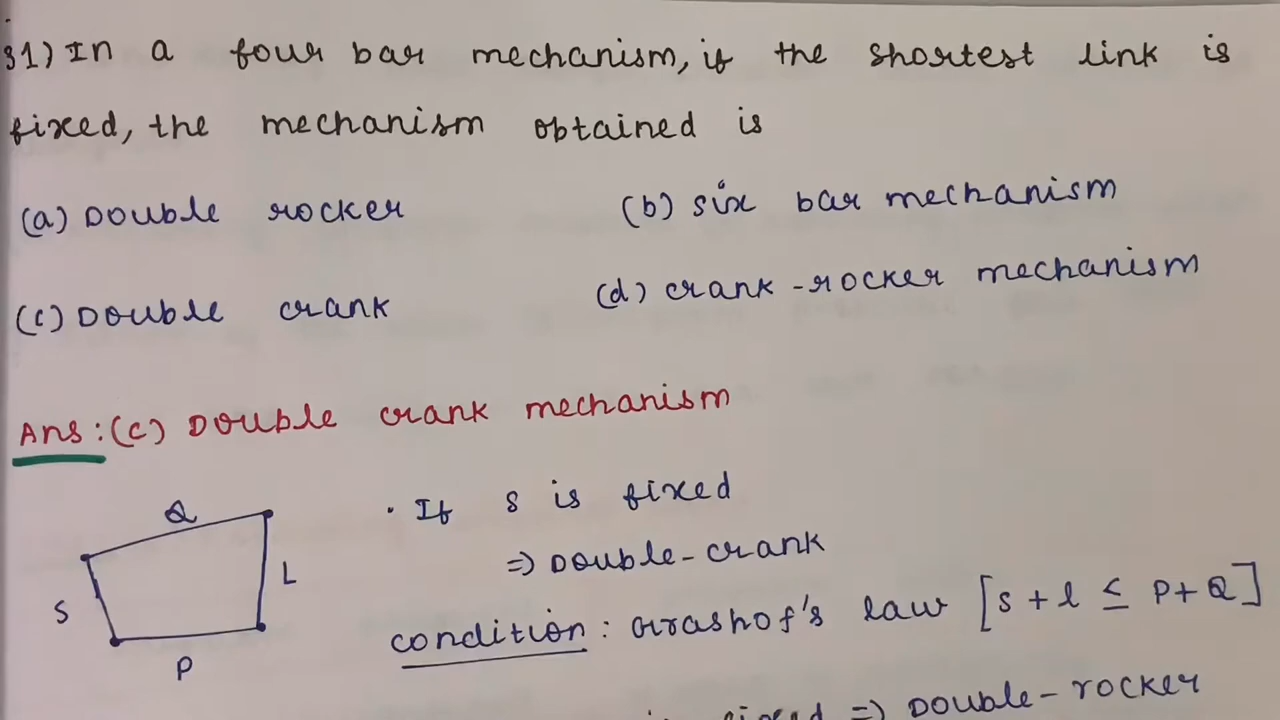 31) In a four bar mechanism, if the shortest link is
fixed, the mechanism obtained is
(a) Double rocker
(b) six bar mechanism
(c) Double crank
(d) crank-rocker mechanism
Ans: (c) Double crank mechanism
Q
S
L
P
. If s is fixed
=> Double-crank
condition: Grashof's law [s + l ≤ P + Q]
fixed => Double-rocker